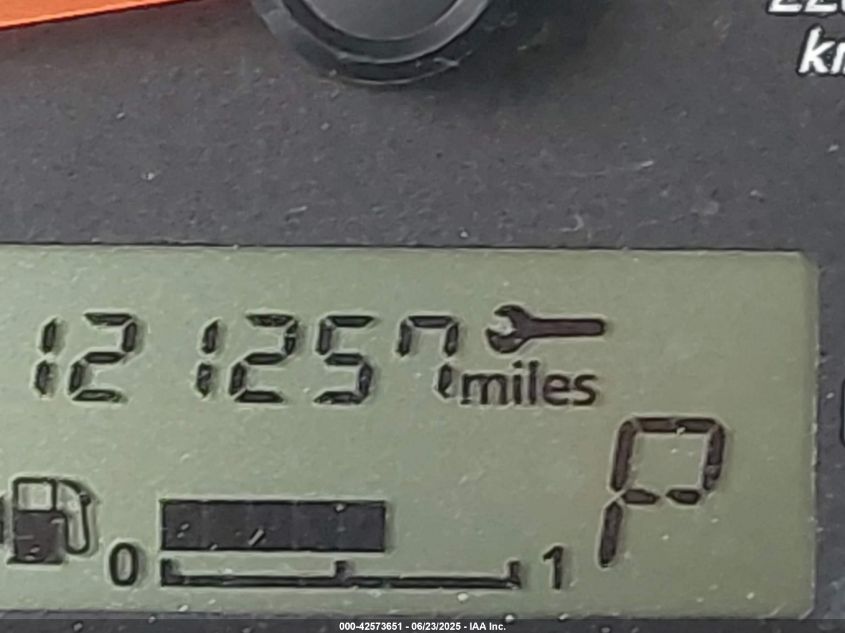 121257 miles
P
0 1
000-42573651 - 06/23/2025 - IAA Inc.